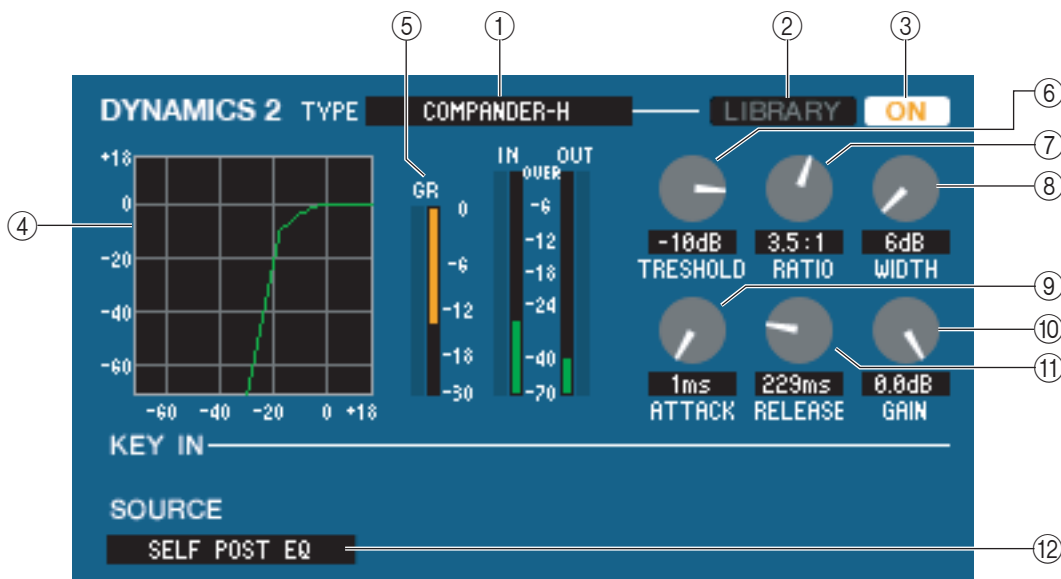 ⑤ ① ② ③
DYNAMICS 2 TYPE COMPANDER-H LIBRARY ON
⑥
⑦
⑧
④
⑨
⑩
⑪
+18
0
-20
-40
-60
-60 -40 -20 0 +18
GR
0
-6
-12
-18
-30
IN OUT
OVER
-6
-12
-18
-24
-40
-70
-10dB 3.5:1 6dB
TRESHOLD RATIO WIDTH
1ms 229ms 0.0dB
ATTACK RELEASE GAIN
KEY IN
SOURCE
SELF POST EQ
⑫